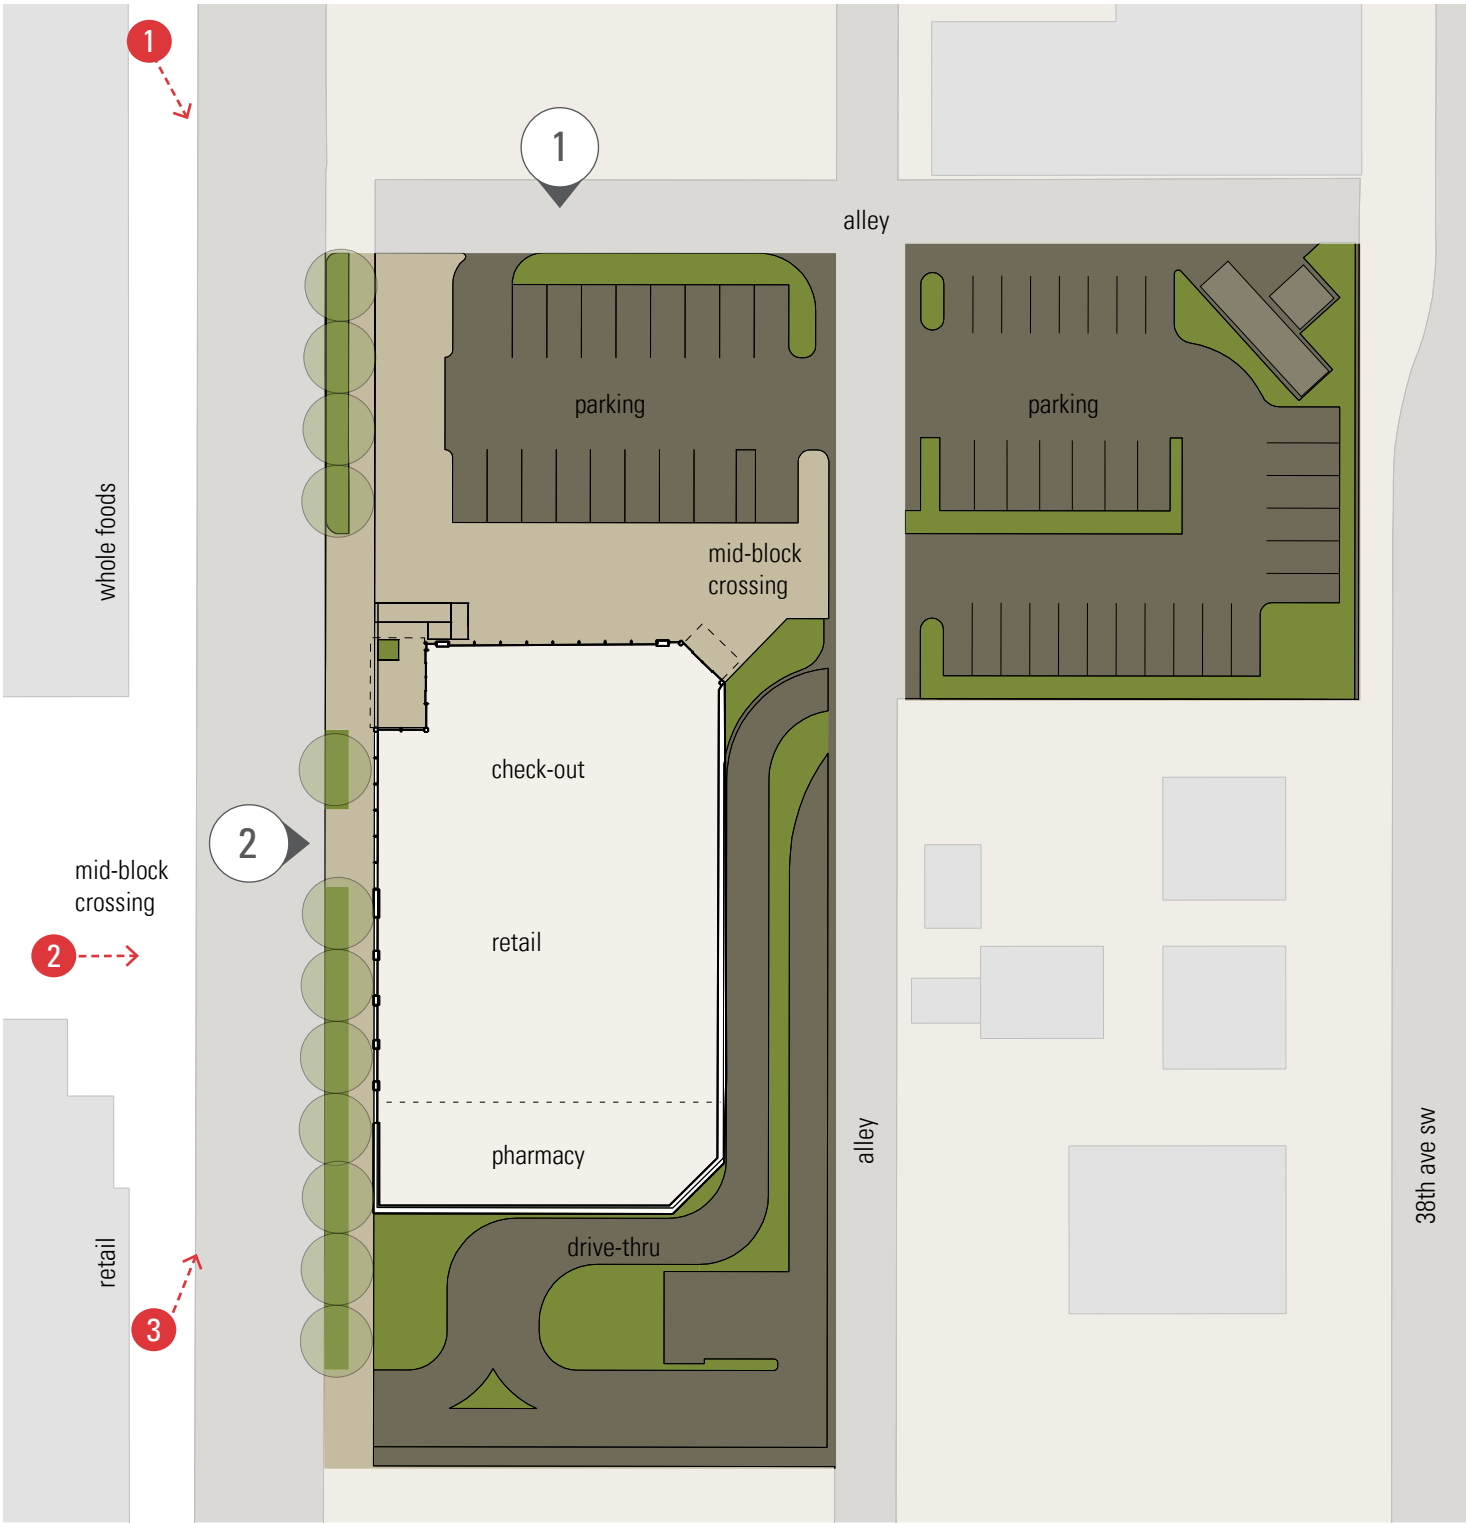 1
1
alley
parking
parking
whole foods
mid-block
crossing
check-out
2
mid-block
crossing
retail
2
alley
38th ave sw
pharmacy
retail
drive-thru
3